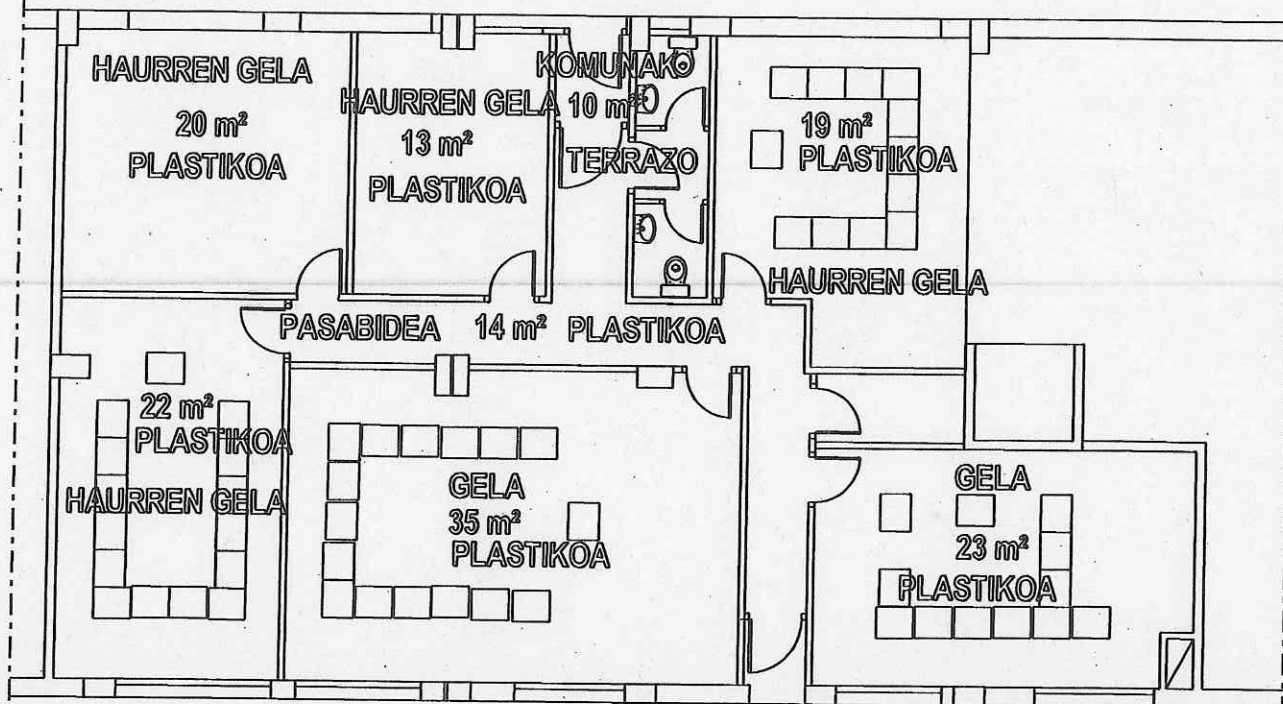 HAURREN GELA
20 m²
PLASTIKOA
HAURREN GELA
13 m²
PLASTIKOA
KOMUNAK
10 m²
TERRAZO
19 m²
PLASTIKOA
HAURREN GELA
PASABIDEA 14 m² PLASTIKOA
22 m²
PLASTIKOA
HAURREN GELA
GELA
35 m²
PLASTIKOA
GELA
23 m²
PLASTIKOA